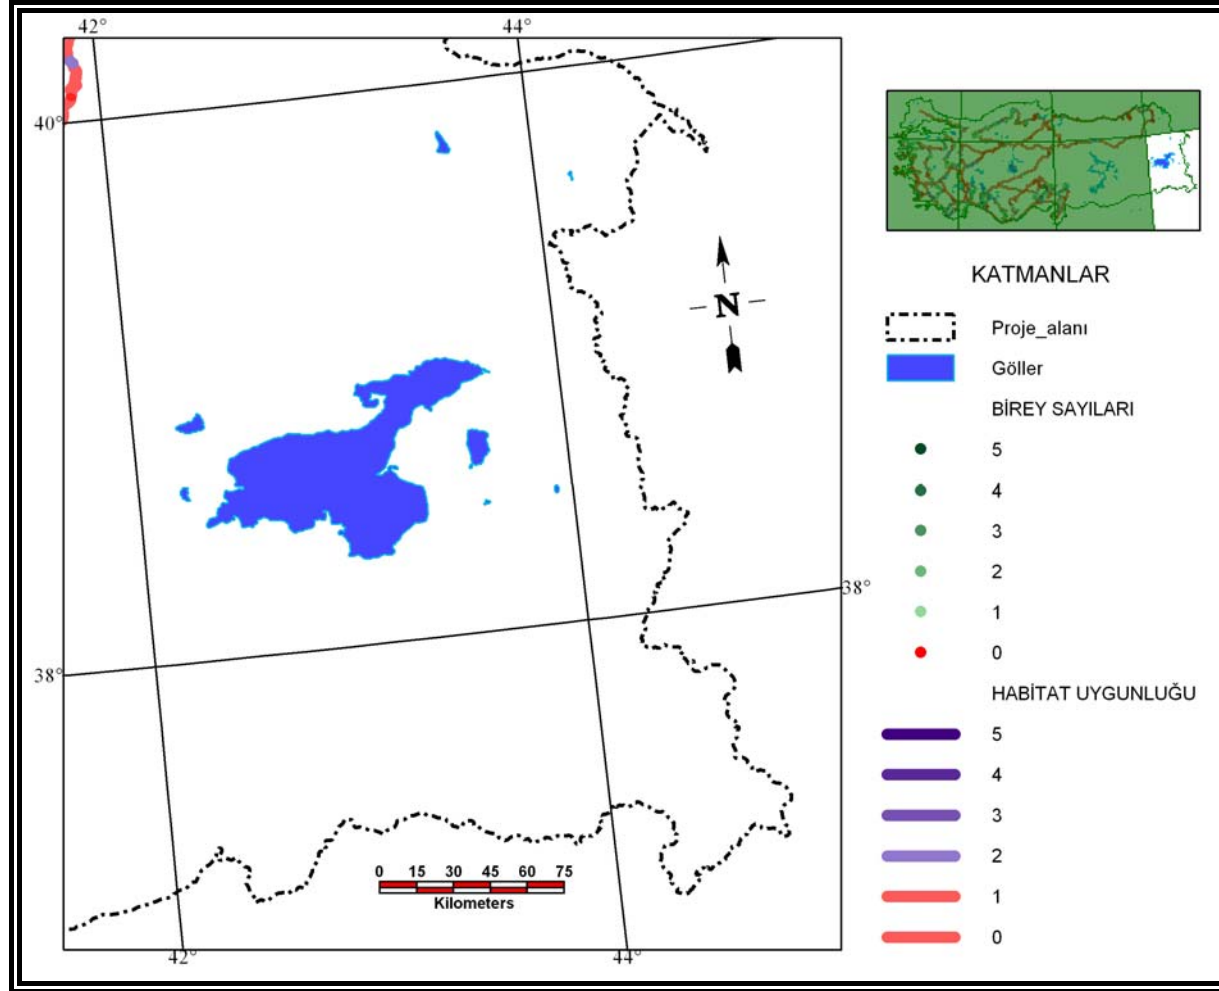 42°
44°
40°
38°
38°
42°
44°
N
0 15 30 45 60 75
Kilometers
KATMANLAR
Proje_alanı
Göller
BİREY SAYILARI
5
4
3
2
1
0
HABİTAT UYGUNLUĞU
5
4
3
2
1
0